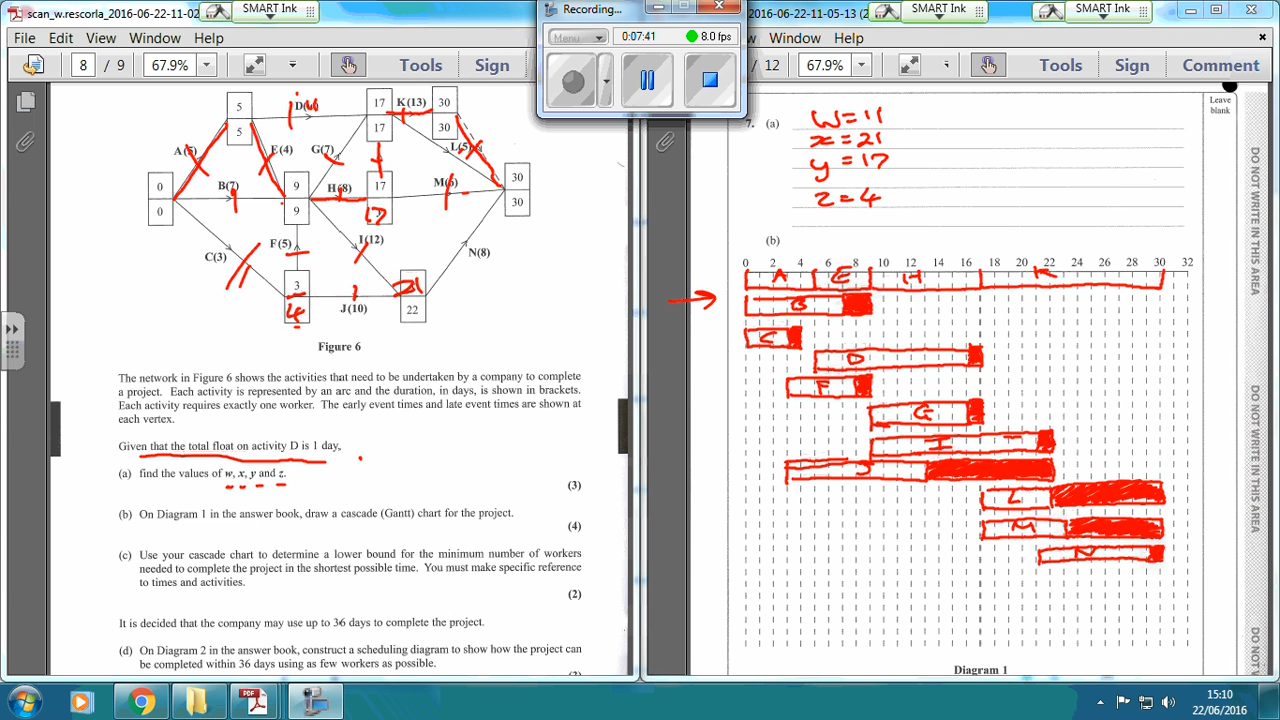 scan_w.rescorla_2016-06-22-11-02
SMART Ink
SMART Ink
Recording...
2016-06-22-11-05-13 (SMART Ink
SMART Ink
File Edit View Window Help
Menu
0:07:41
8.0 fps
Window Help
8 / 9
67.9%
Tools
Sign
/ 12
67.9%
Tools
Sign
Comment
5
5
D(w
17
17
K(13)
30
30
A(5)
E(4)
G(7)
L(5)
0
0
B(7)
9
9
H(8)
17
17
M(6)
30
30
C(3)
F(5)
I(12)
N(8)
3
4
J(10)
21
22
Figure 6
The network in Figure 6 shows the activities that need to be undertaken by a company to complete
a project. Each activity is represented by an arc and the duration, in days, is shown in brackets.
Each activity requires exactly one worker. The early event times and late event times are shown at
each vertex.
Given that the total float on activity D is 1 day,
(a) find the values of w, x, y and z.
(3)
(b) On Diagram 1 in the answer book, draw a cascade (Gantt) chart for the project.
(4)
(c) Use your cascade chart to determine a lower bound for the minimum number of workers
needed to complete the project in the shortest possible time. You must make specific reference
to times and activities.
(2)
It is decided that the company may use up to 36 days to complete the project.
(d) On Diagram 2 in the answer book, construct a scheduling diagram to show how the project can
be completed within 36 days using as few workers as possible.
Leave
blank
7. (a)
w=11
x=21
y=17
z=4
(b)
0 2 4 6 8 10 12 14 16 18 20 22 24 26 28 30 32
A E H K
B
C
D
F
G
I
J
L
M
N
Diagram 1
DO NOT WRITE IN THIS AREA
DO NOT WRITE IN THIS AREA
DO NO
15:10
22/06/2016